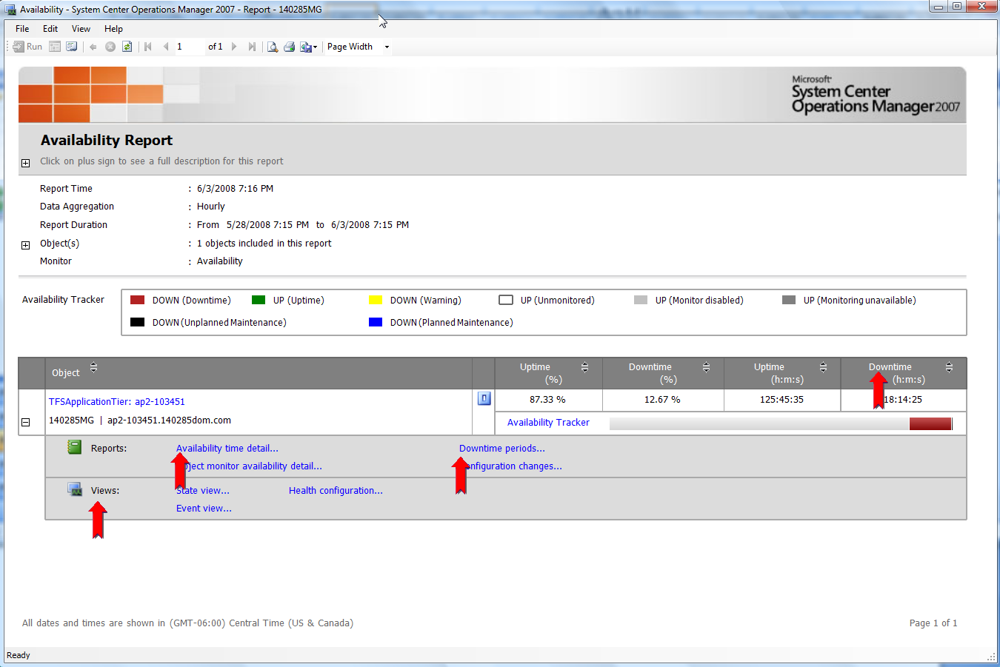 Availability - System Center Operations Manager 2007 - Report - 140285MG
File Edit View Help
Run 1 of 1 Page Width
Microsoft
System Center
Operations Manager 2007
Availability Report
Click on plus sign to see a full description for this report
Report Time : 6/3/2008 7:16 PM
Data Aggregation : Hourly
Report Duration : From 5/28/2008 7:15 PM to 6/3/2008 7:15 PM
Object(s) : 1 objects included in this report
Monitor : Availability
Availability Tracker DOWN (Downtime) UP (Uptime) DOWN (Warning) UP (Unmonitored) UP (Monitor disabled) UP (Monitoring unavailable)
DOWN (Unplanned Maintenance) DOWN (Planned Maintenance)
Object Uptime (%) Downtime (%) Uptime (h:m:s) Downtime (h:m:s)
TFSApplicationTier: ap2-103451 87.33 % 12.67 % 125:45:35 18:14:25
140285MG | ap2-103451.140285dom.com Availability Tracker
Reports: Availability time detail... Downtime periods...
monitor availability detail... changes...
Views: State view... Health configuration...
Event view...
All dates and times are shown in (GMT-06:00) Central Time (US & Canada) Page 1 of 1
Ready